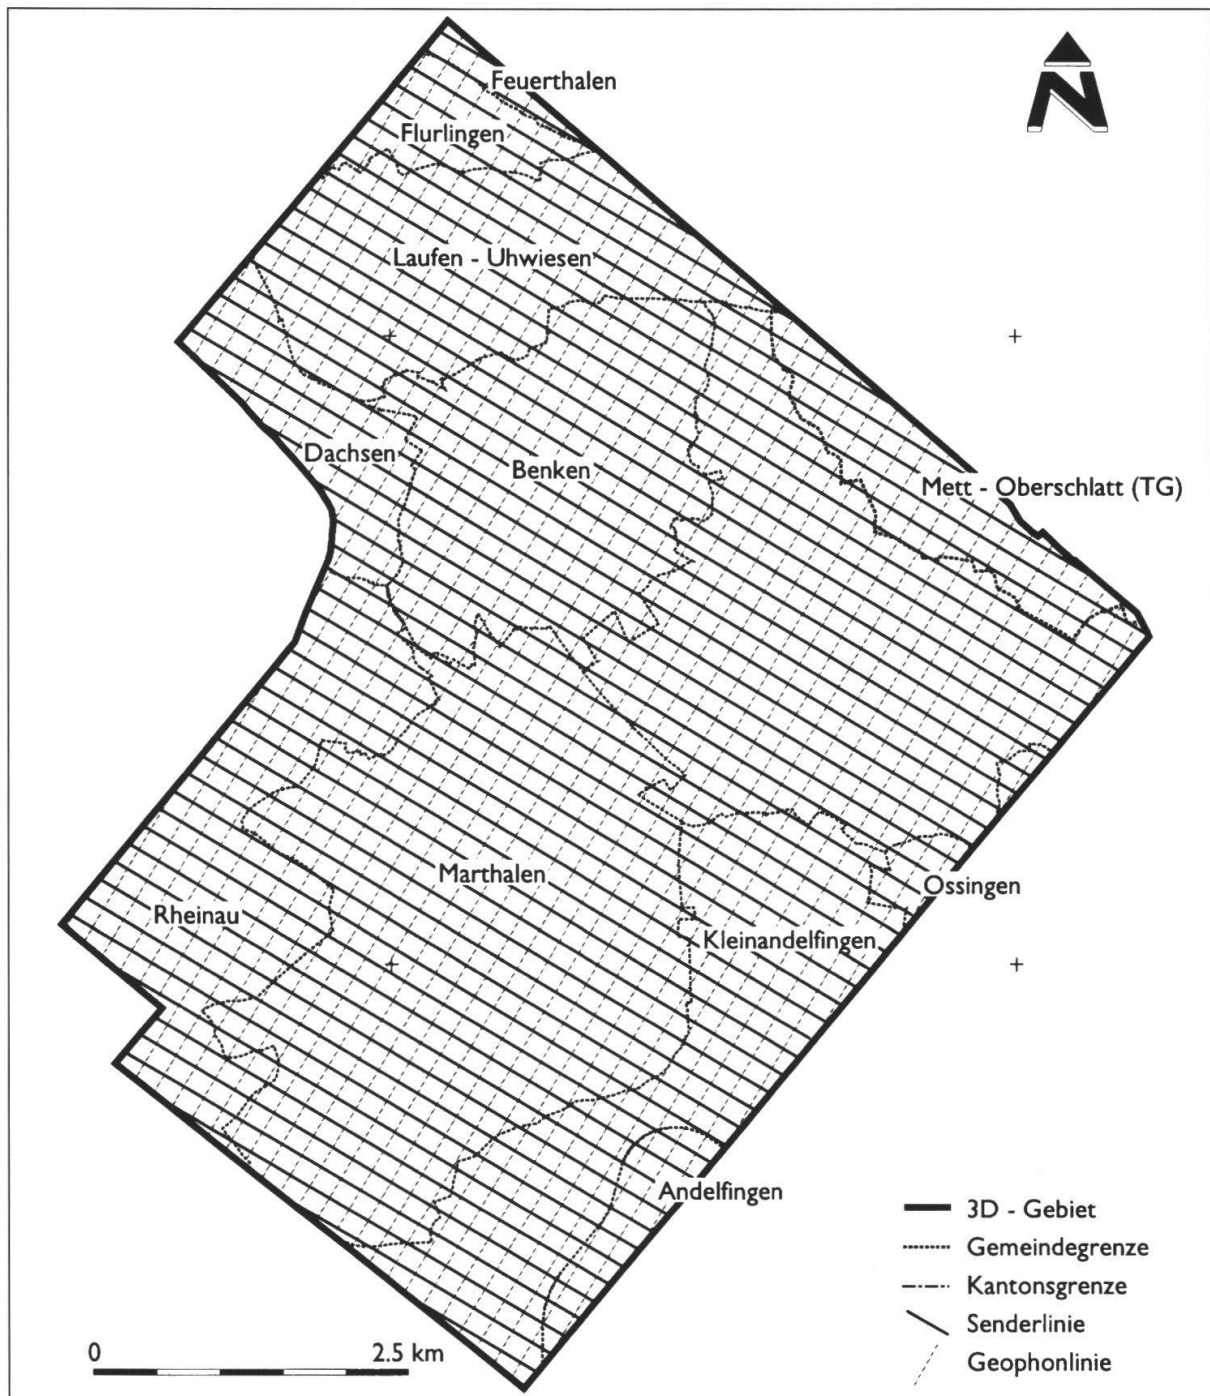 N
Feuerthalen
Flurlingen
Laufen - Uhwiesen
Dachsen
Benken
Mett - Oberschlatt (TG)
Marthalen
Ossingen
Rheinau
Kleinandelfingen
Andelfingen
3D - Gebiet
Gemeindegrenze
Kantonsgrenze
Senderlinie
Geophonlinie
0 2.5 km